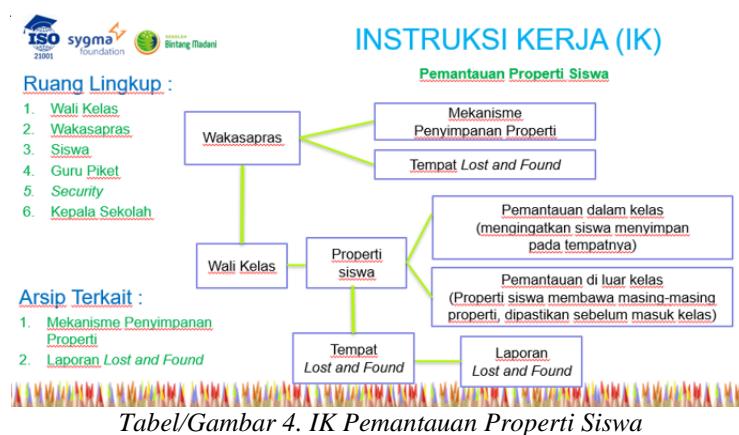 ISO
21001
sygma
foundation
SEKOLAH
Bintang Madani
INSTRUKSI KERJA (IK)
Pemantauan Properti Siswa
Ruang Lingkup :
1. Wali Kelas
2. Wakasapras
3. Siswa
4. Guru Piket
5. Security
6. Kepala Sekolah
Wakasapras
Mekanisme
Penyimpanan Properti
Tempat Lost and Found
Wali Kelas
Properti
siswa
Pemantauan dalam kelas
(mengingatkan siswa menyimpan
pada tempatnya)
Pemantauan di luar kelas
(Properti siswa membawa masing-masing
properti, dipastikan sebelum masuk kelas)
Arsip Terkait :
1. Mekanisme Penyimpanan
Properti
2. Laporan Lost and Found
Tempat
Lost and Found
Laporan
Lost and Found
Tabel/Gambar 4. IK Pemantauan Properti Siswa